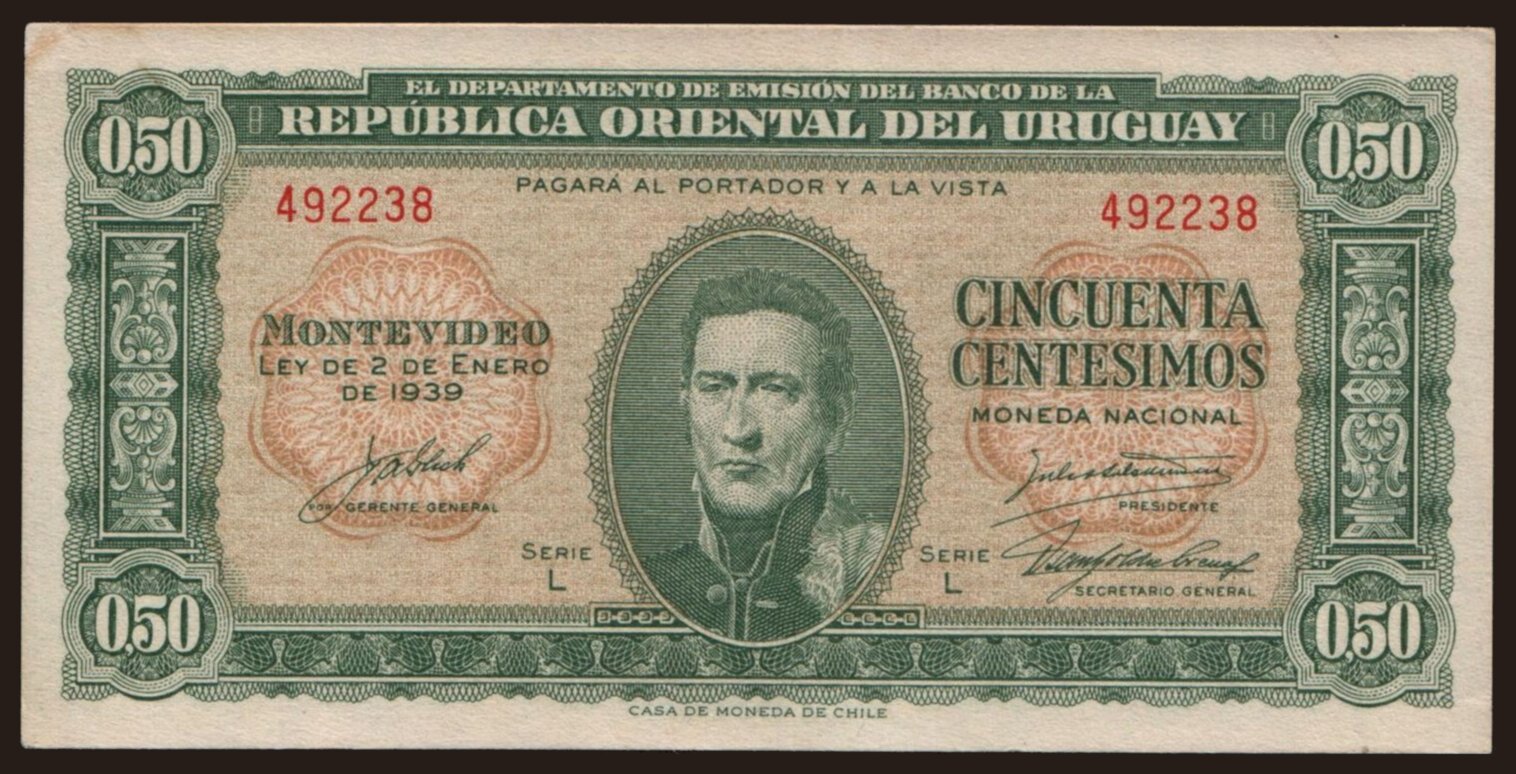 EL DEPARTAMENTO DE EMISIÓN DEL BANCO DE LA
REPÚBLICA ORIENTAL DEL URUGUAY
0,50
0,50
PAGARÁ AL PORTADOR Y A LA VISTA
492238
492238
MONTEVIDEO
LEY DE 2 DE ENERO
DE 1939
POR GERENTE GENERAL
CINCUENTA
CENTESIMOS
MONEDA NACIONAL
PRESIDENTE
SECRETARIO GENERAL
SERIE
L
SERIE
L
0,50
0,50
CASA DE MONEDA DE CHILE